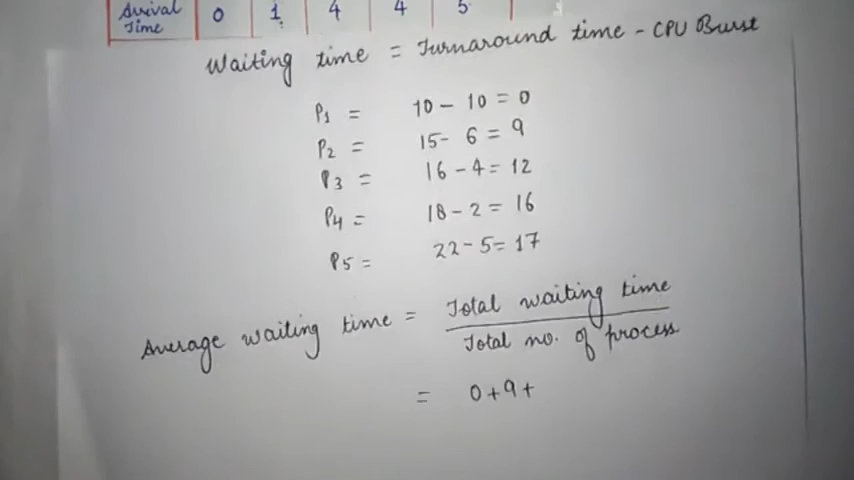 Arrival Time 0 1 4 4 5
Waiting time = Turnaround time - CPU Burst
P1 = 10 - 10 = 0
P2 = 15 - 6 = 9
P3 = 16 - 4 = 12
P4 = 18 - 2 = 16
P5 = 22 - 5 = 17
Average waiting time = Total waiting time
Total no. of process
= 0+9+